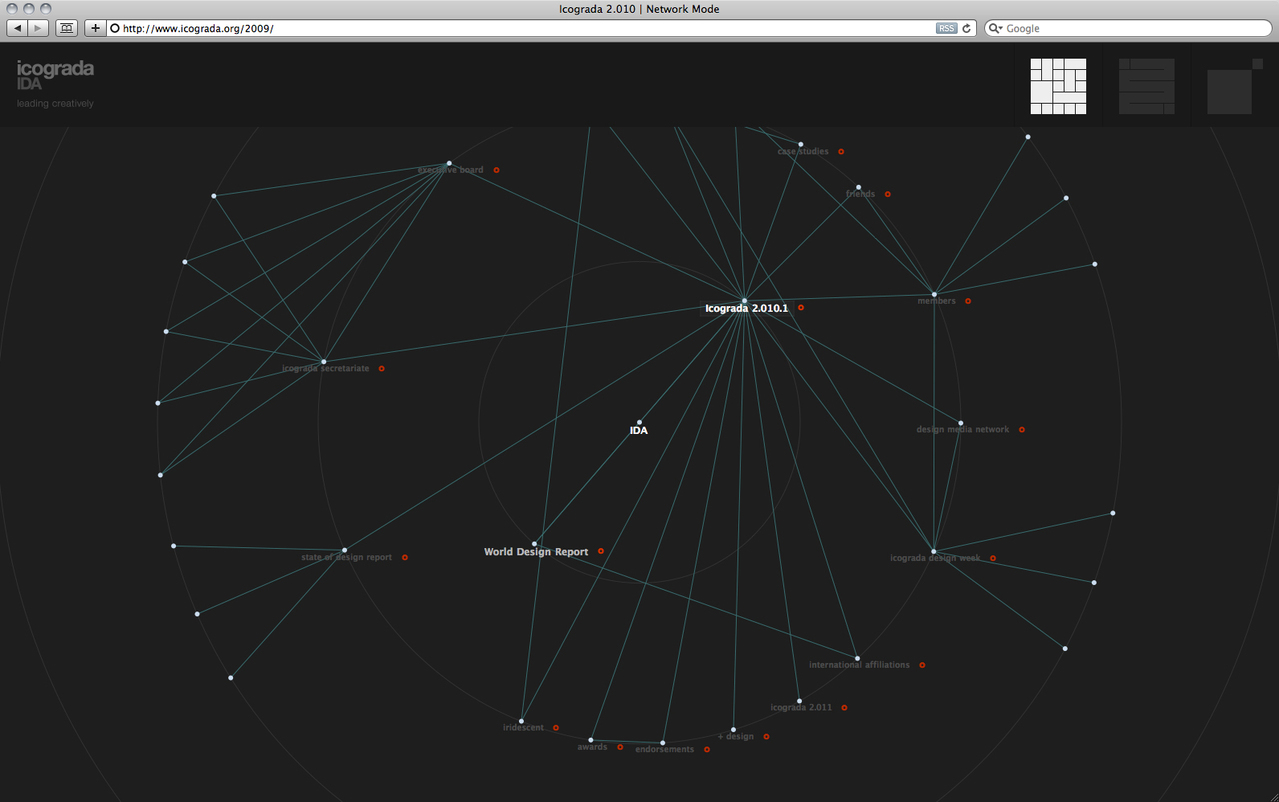 Icograda 2.010 | Network Mode
http://www.icograda.org/2009/
RSS
Google
icograda
IDA
leading creatively
case studies
executive board
friends
members
Icograda 2.010.1
icograda secretariate
design media network
IDA
World Design Report
state of design report
icograda design week
international affiliations
icograda 2.011
iridescent
+ design
awards
endorsements